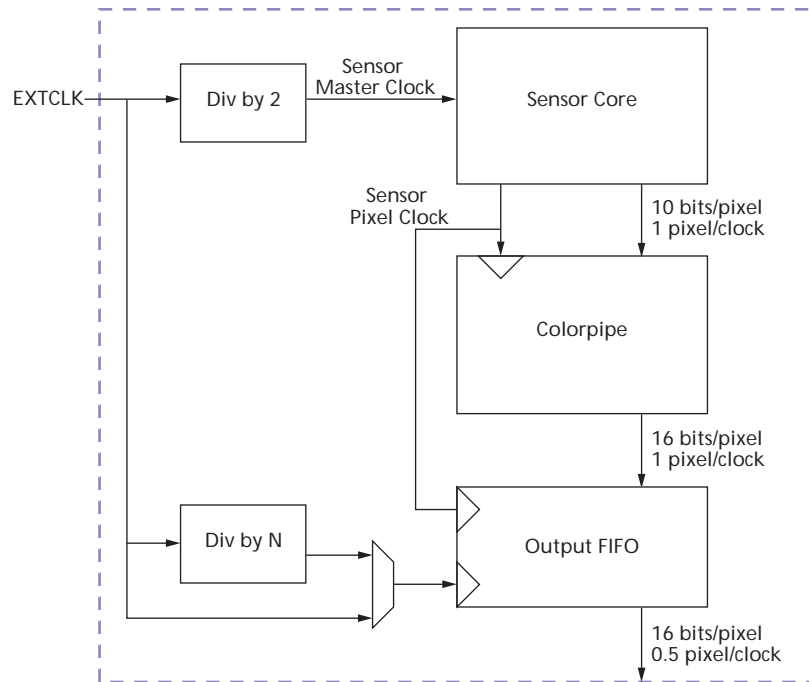 EXTCLK
Div by 2
Sensor
Master Clock
Sensor Core
Sensor
Pixel Clock
10 bits/pixel
1 pixel/clock
Colorpipe
16 bits/pixel
1 pixel/clock
Div by N
Output FIFO
16 bits/pixel
0.5 pixel/clock